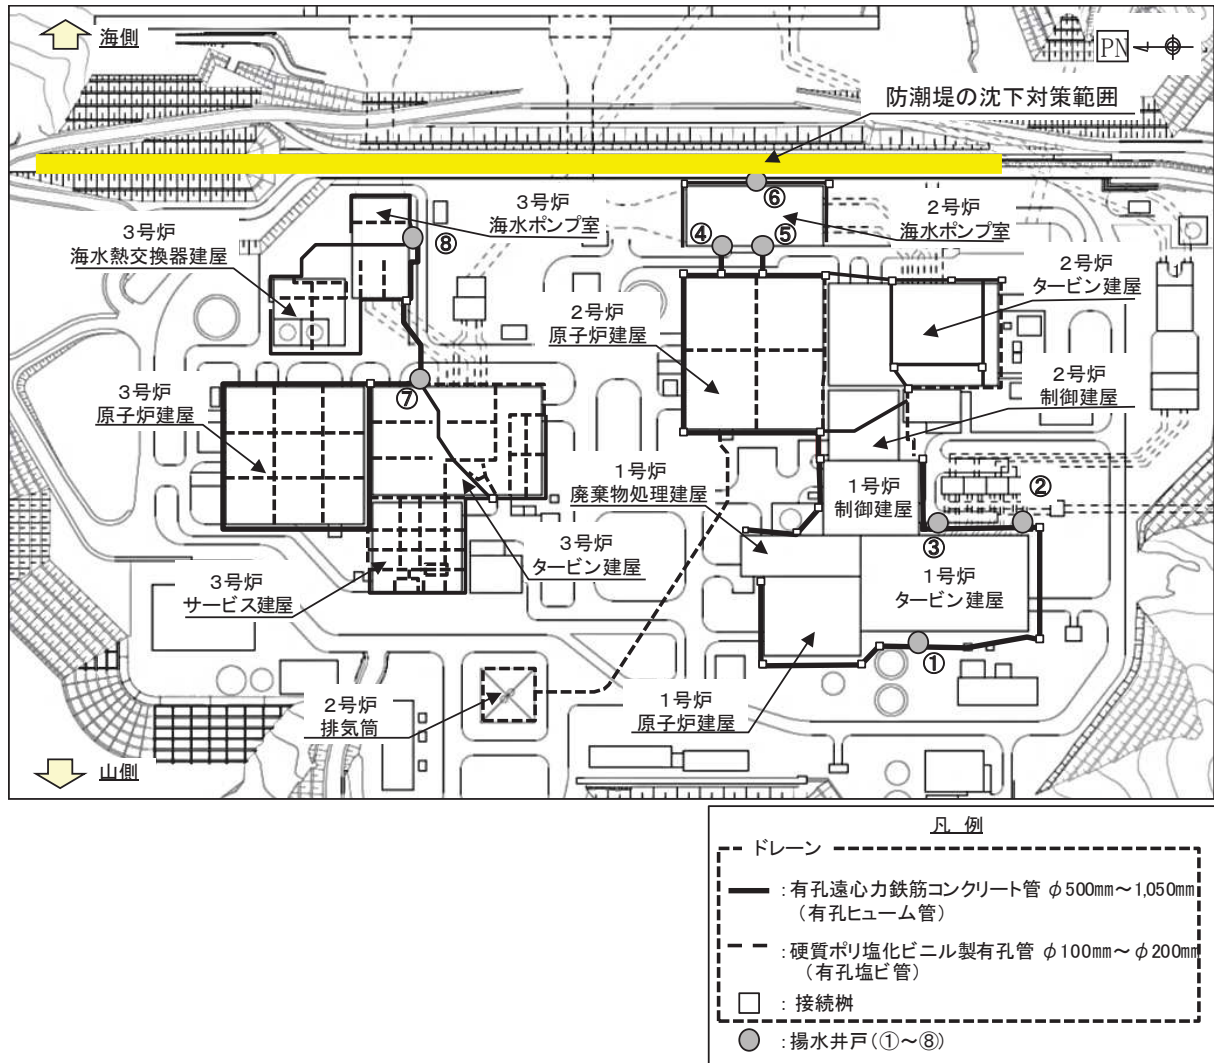 海側
PN
防潮堤の沈下対策範囲
3号炉
海水ポンプ室
⑥
2号炉
海水ポンプ室
3号炉
海水熱交換器建屋
⑧
④
⑤
2号炉
タービン建屋
2号炉
原子炉建屋
2号炉
制御建屋
3号炉
原子炉建屋
⑦
1号炉
廃棄物処理建屋
1号炉
制御建屋
②
③
3号炉
タービン建屋
3号炉
サービス建屋
1号炉
タービン建屋
①
2号炉
排気筒
1号炉
原子炉建屋
山側
凡 例
ドレーン
:有孔遠心力鉄筋コンクリート管 φ500mm~1,050mm
(有孔ヒューム管)
:硬質ポリ塩化ビニル製有孔管 φ100mm~φ200mm
(有孔塩ビ管)
:接続桝
:揚水井戸(①~⑧)